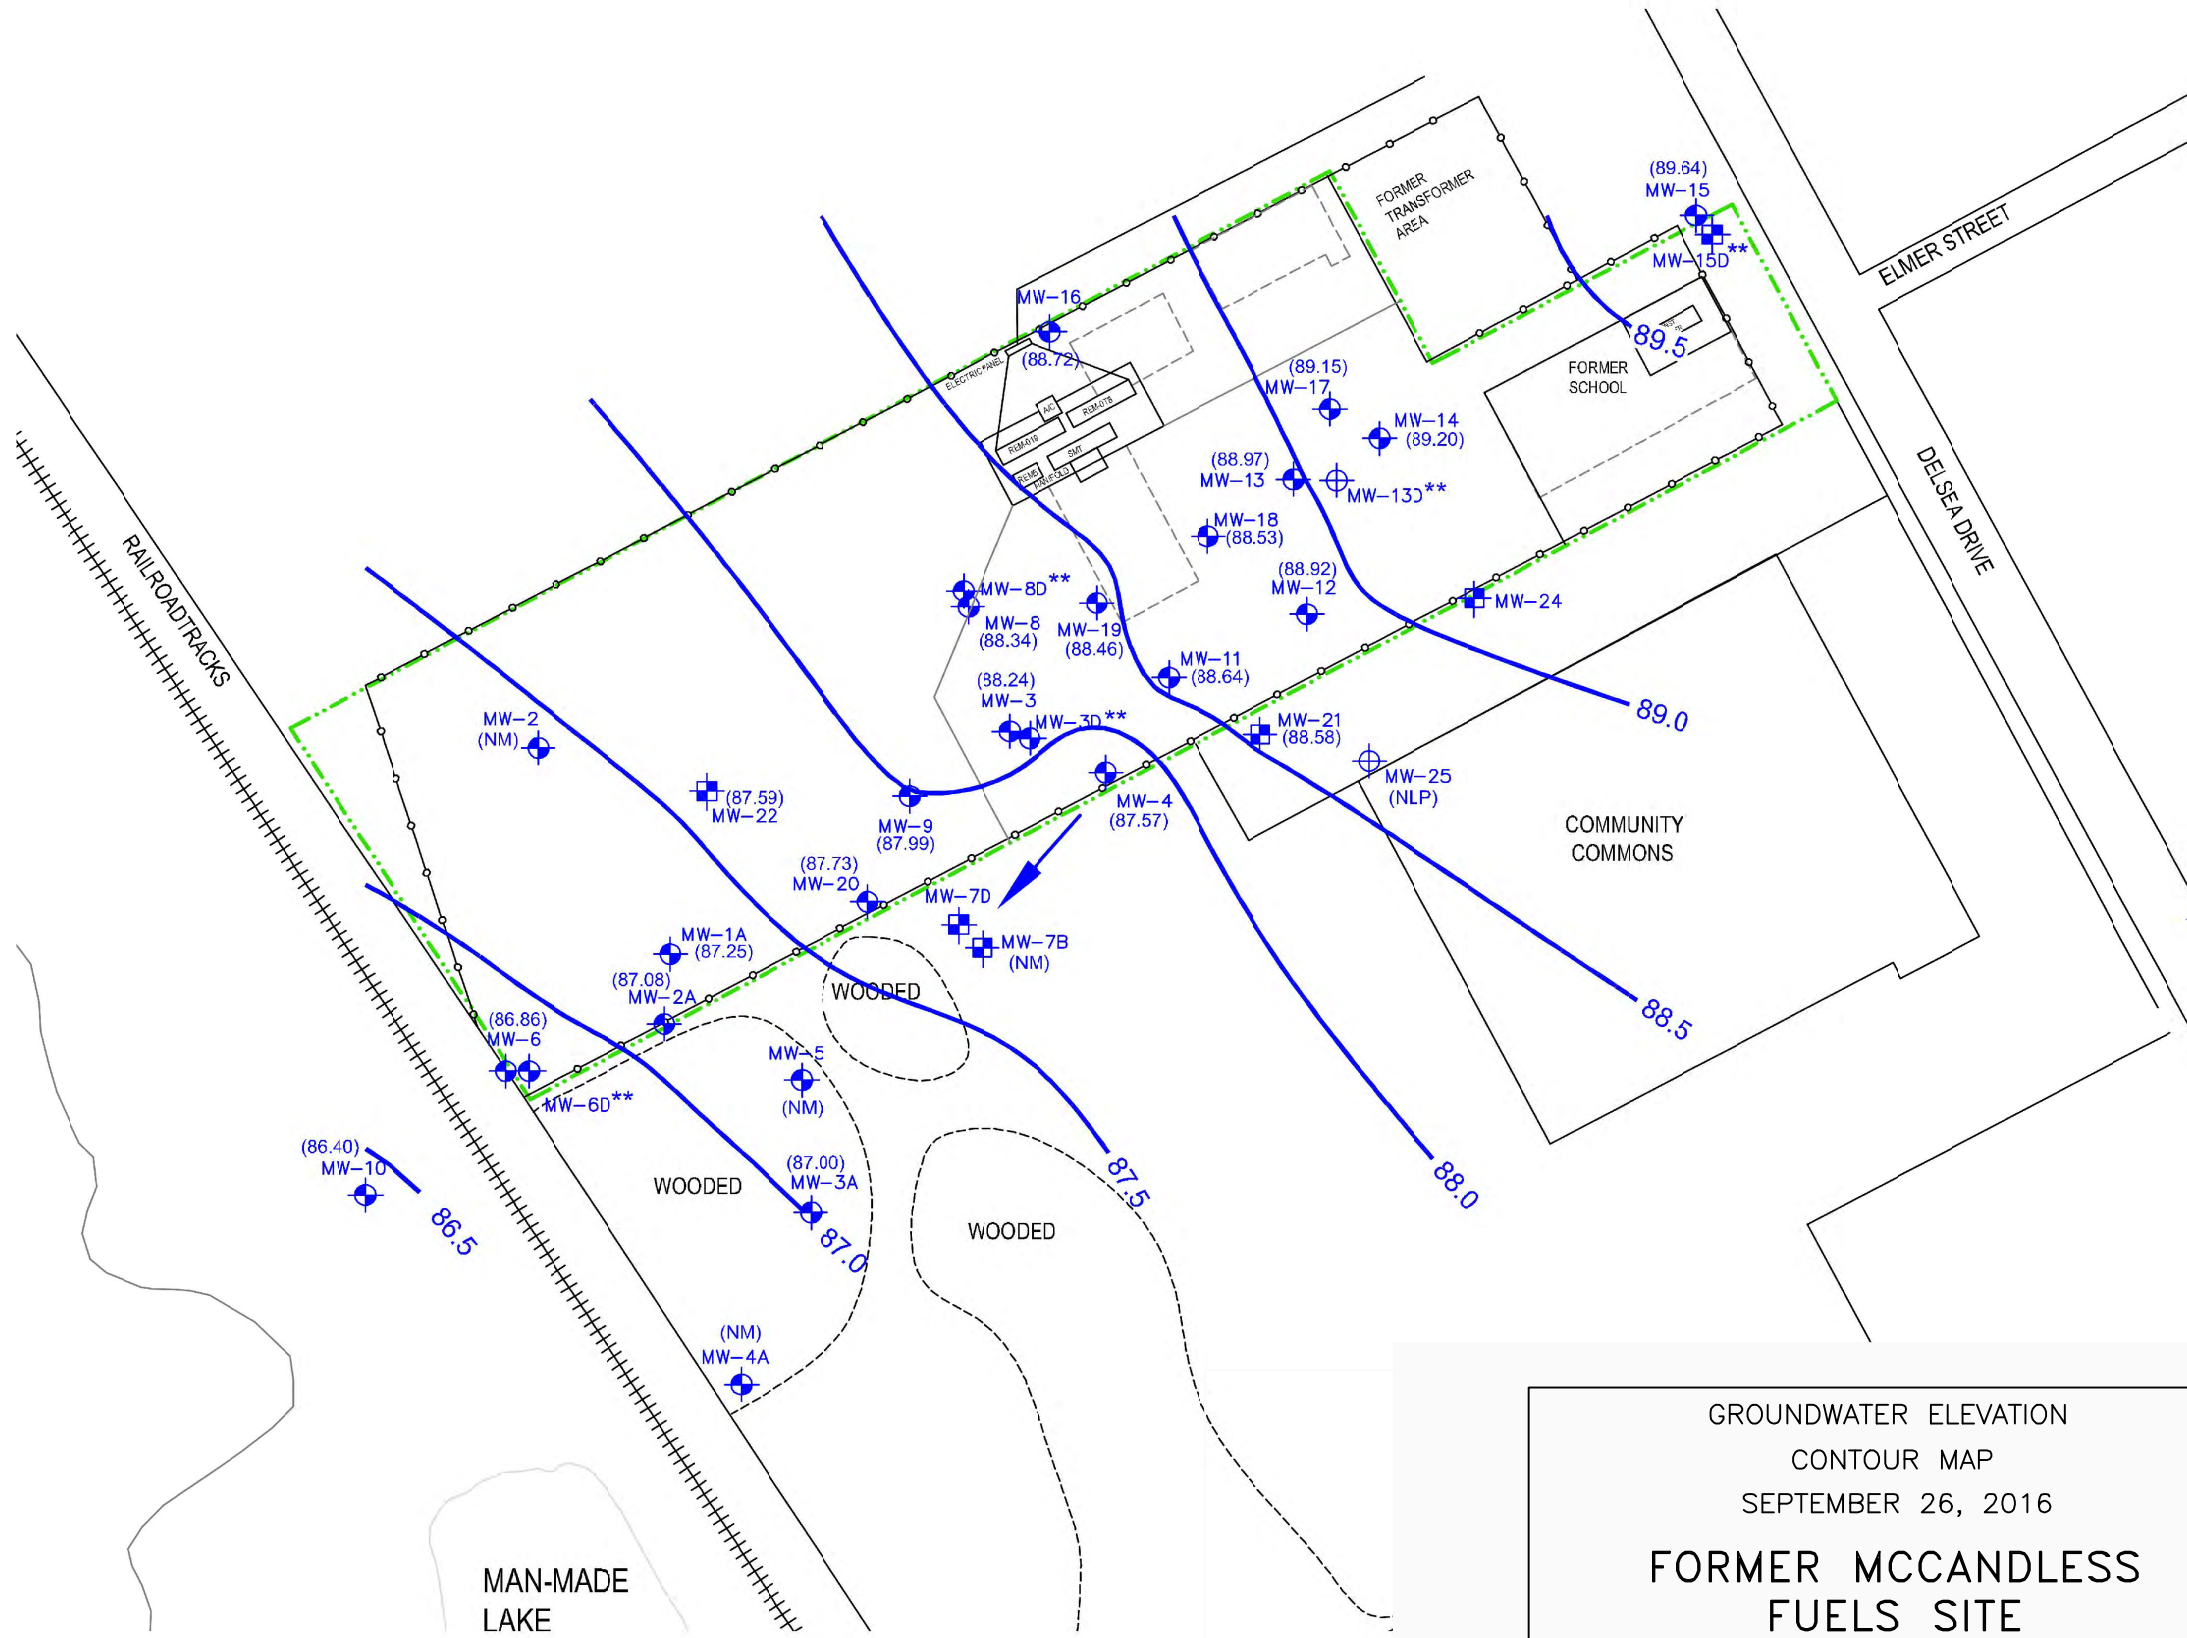 (89.64)
MW-15
MW-15D**
ELMER STREET
FORMER
TRANSFORMER
AREA
MW-16
(88.72)
ELECTRIC PANEL
A/C
REM-019
REM-07B
SMT
MANIFOLD
89.5
FORMER
SCHOOL
(89.15)
MW-17
MW-14
(89.20)
(88.97)
MW-13
MW-13D**
MW-18
(88.53)
DELSEA DRIVE
RAILROADTRACKS
MW-8D**
MW-8
(88.34)
MW-19
(88.46)
(88.92)
MW-12
MW-24
MW-11
(88.64)
(88.24)
MW-3
MW-3D**
89.0
MW-2
(NM)
MW-21
(88.58)
MW-25
(NLP)
(87.59)
MW-22
MW-9
(87.99)
MW-4
(87.57)
COMMUNITY
COMMONS
(87.73)
MW-20
MW-7D
MW-7B
(NM)
MW-1A
(87.25)
(87.08)
MW-2A
WOODED
88.5
(86.86)
MW-6
MW-6D**
MW-5
(NM)
(86.40)
MW-10
86.5
WOODED
(87.00)
MW-3A
87.0
87.5
88.0
WOODED
(NM)
MW-4A
MAN-MADE
LAKE
GROUNDWATER ELEVATION
CONTOUR MAP
SEPTEMBER 26, 2016
FORMER MCCANDLESS
FUELS SITE